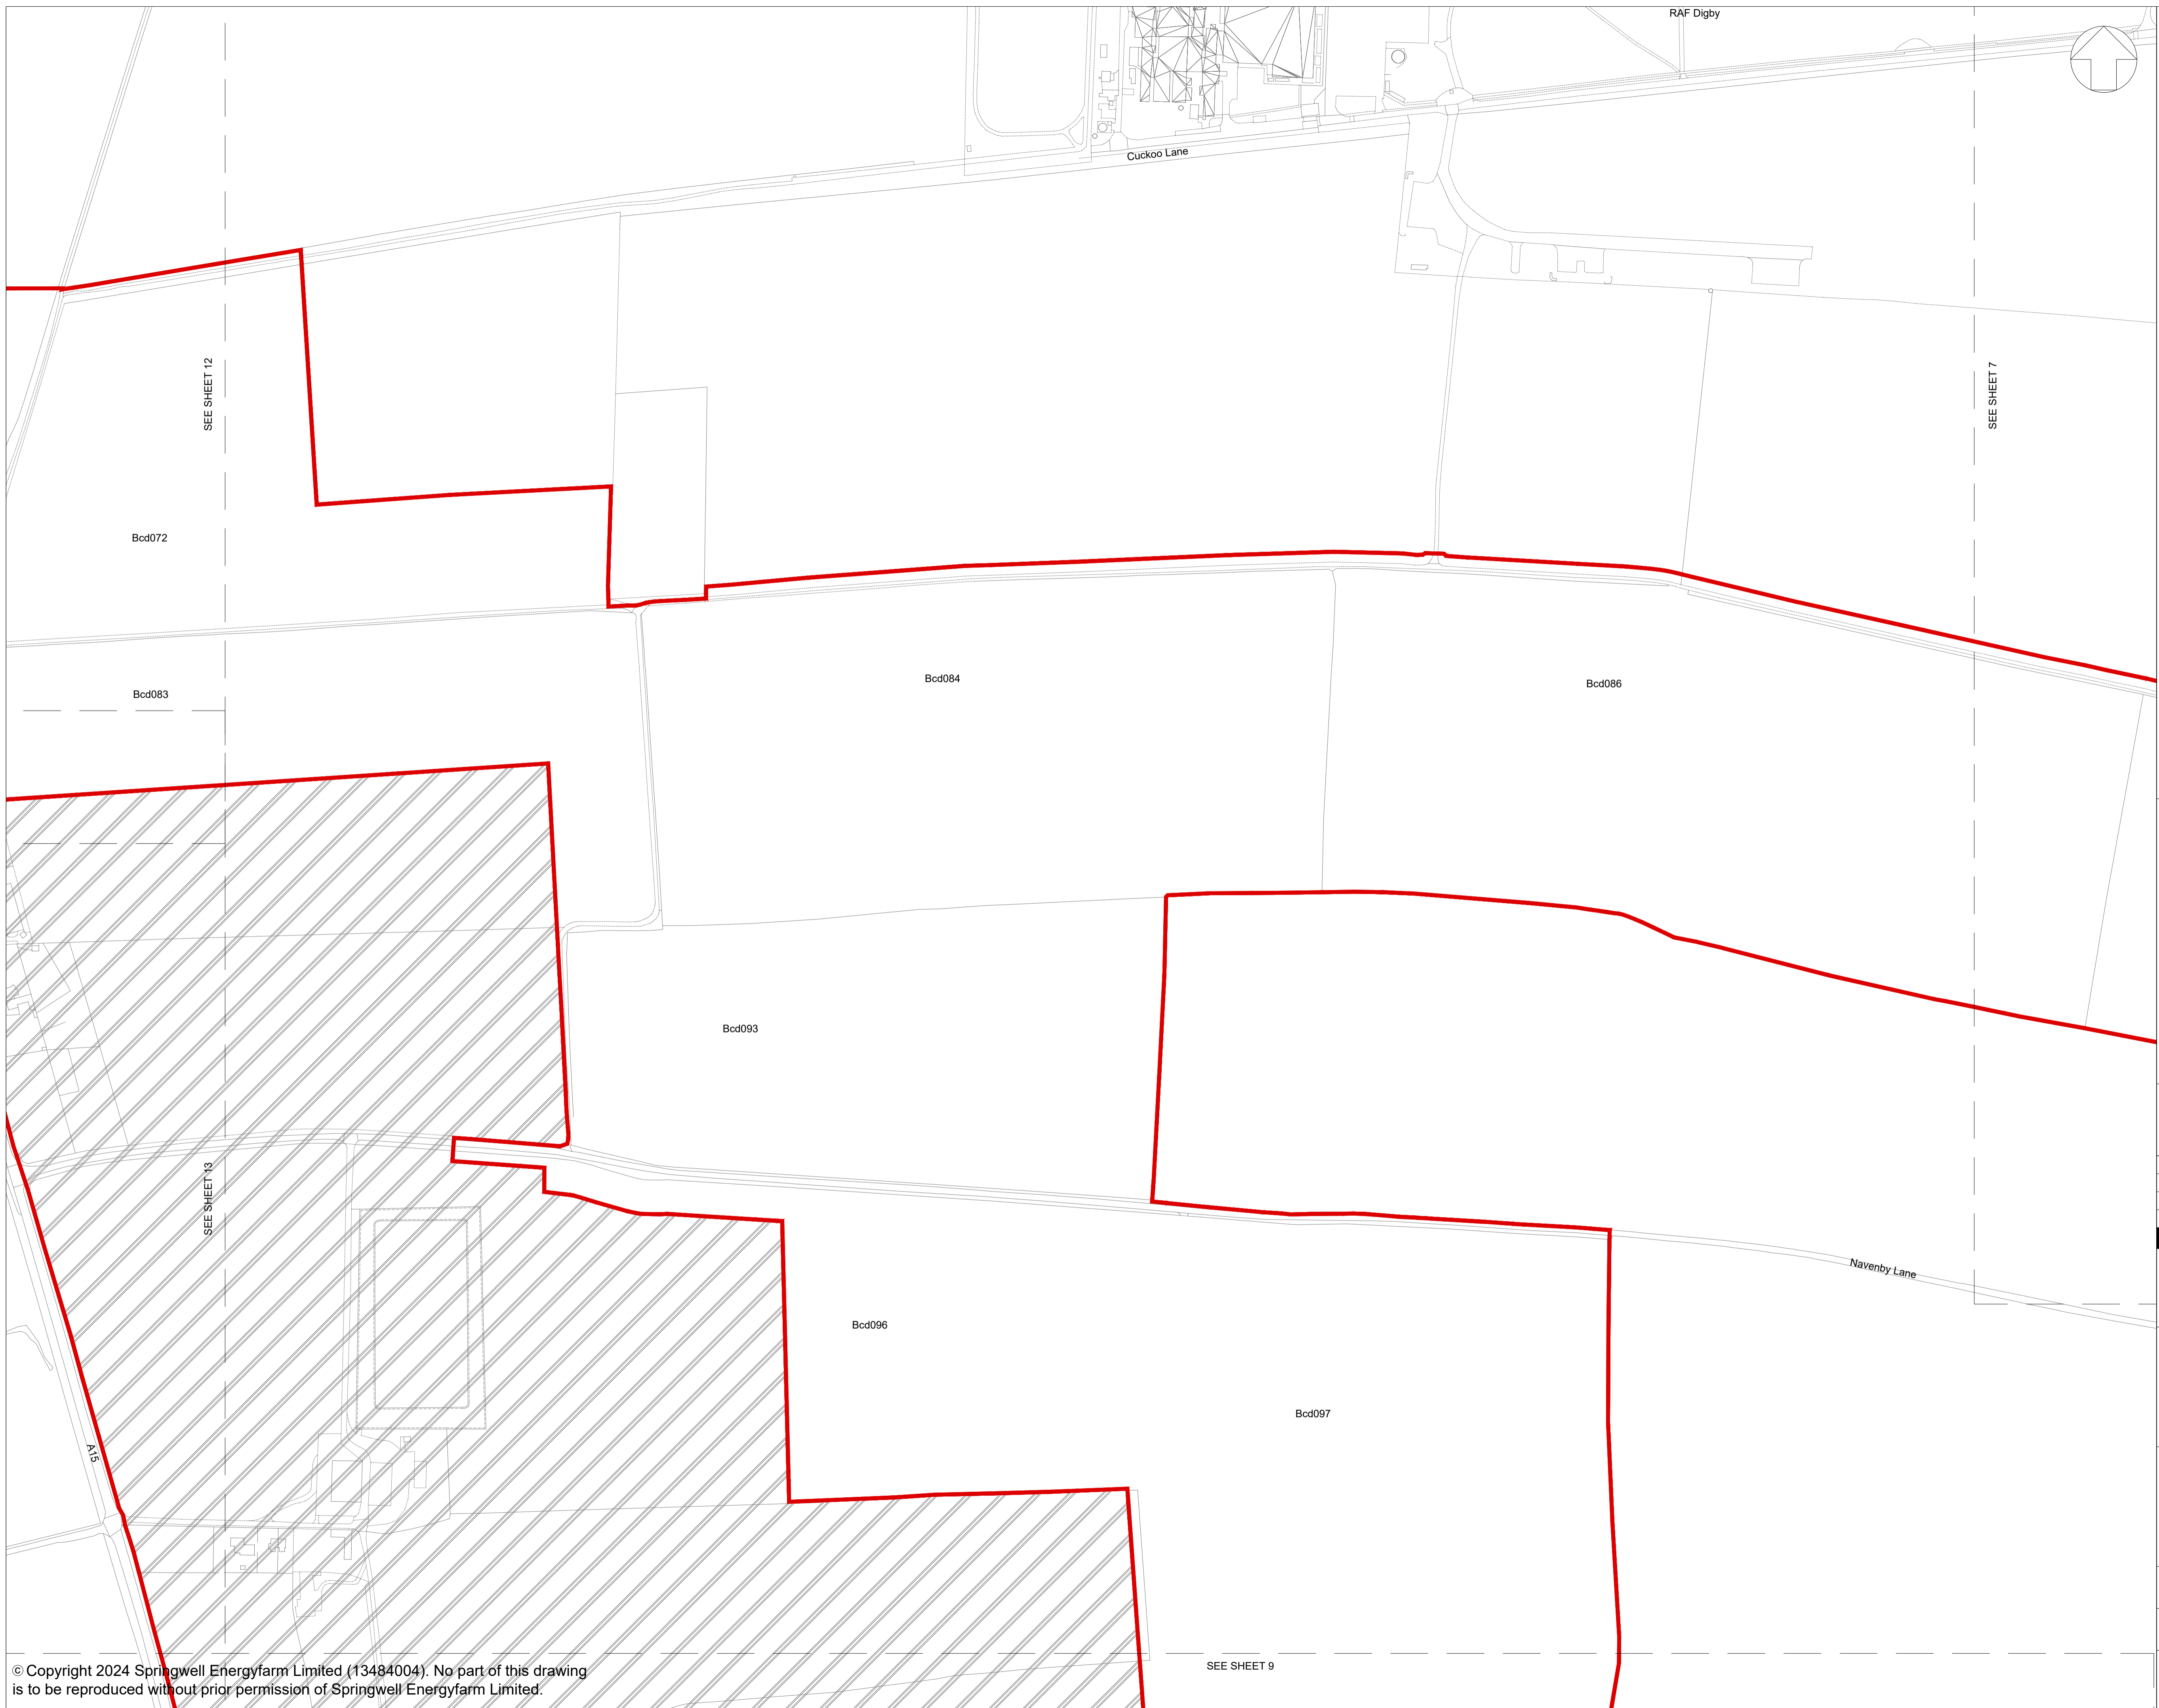 RAF Digby
Cuckoo Lane
SEE SHEET 12
SEE SHEET 7
Bcd072
Bcd083
Bcd084
Bcd086
Bcd093
SEE SHEET 13
Navenby Lane
Bcd096
Bcd097
A15
SEE SHEET 9
© Copyright 2024 Springwell Energyfarm Limited (13484004). No part of this drawing
is to be reproduced without prior permission of Springwell Energyfarm Limited.